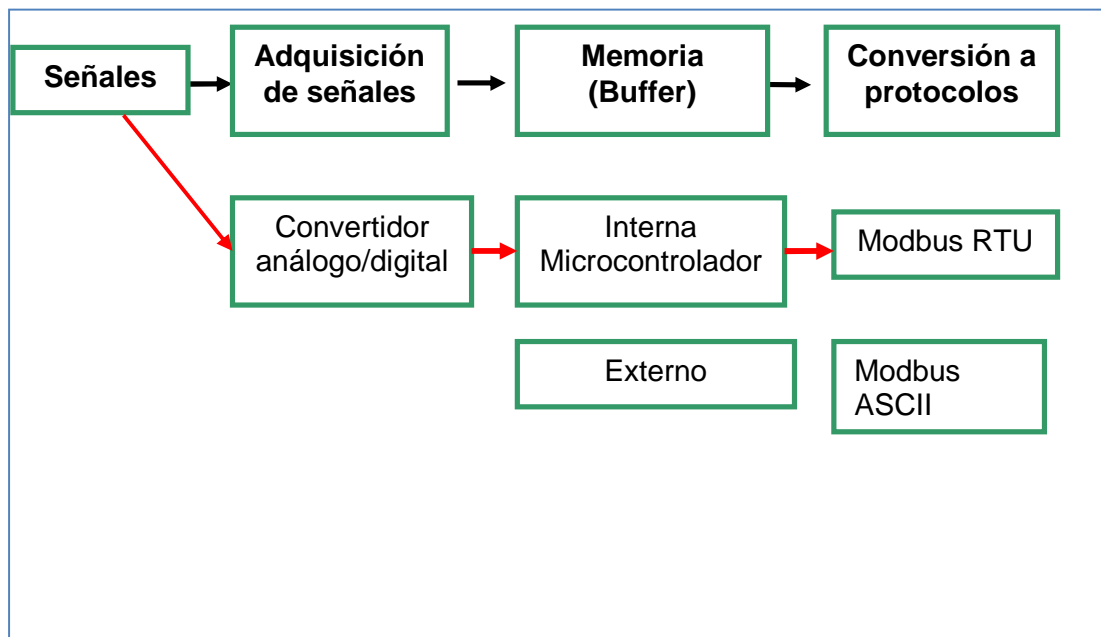 Señales
Adquisición
de señales
Memoria
(Buffer)
Conversión a
protocolos
Convertidor
análogo/digital
Interna
Microcontrolador
Modbus RTU
Externo
Modbus
ASCII